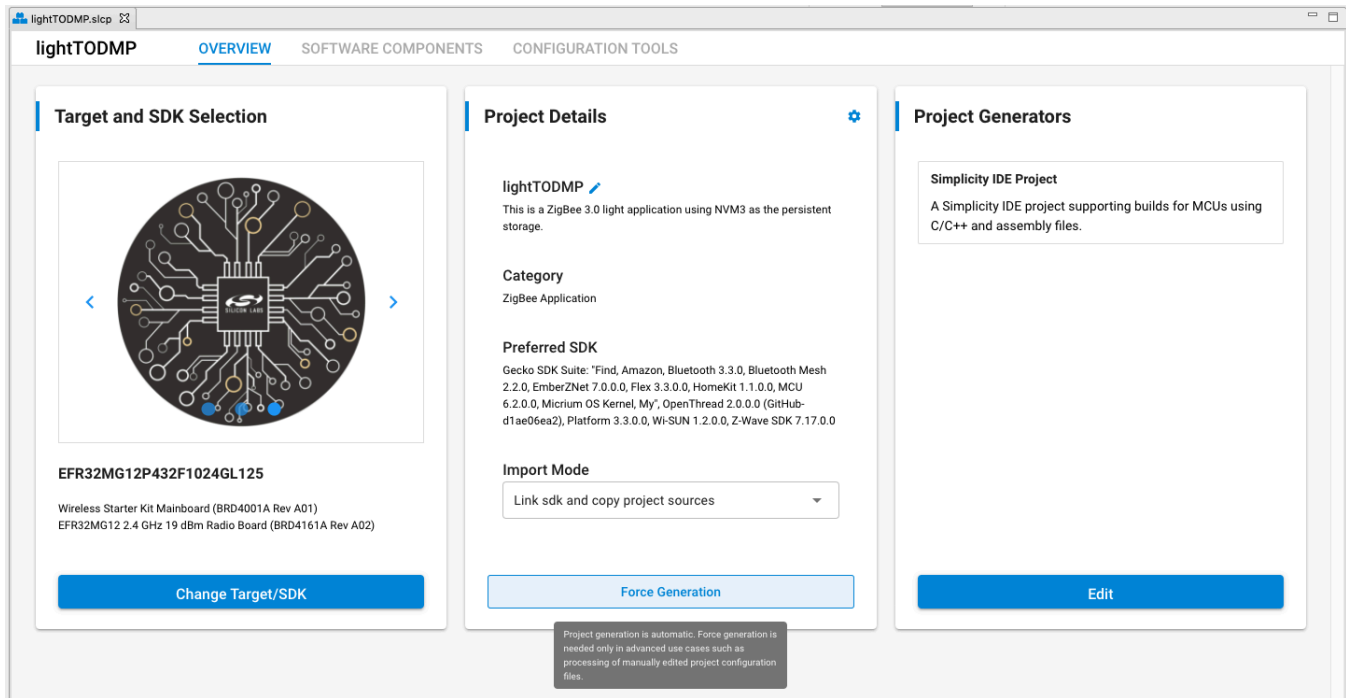 lightTODMP.slcp
lightTODMP
OVERVIEW
SOFTWARE COMPONENTS
CONFIGURATION TOOLS
Target and SDK Selection
SILICON LABS
EFR32MG12P432F1024GL125
Wireless Starter Kit Mainboard (BRD4001A Rev A01)
EFR32MG12 2.4 GHz 19 dBm Radio Board (BRD4161A Rev A02)
Change Target/SDK
Project Details
lightTODMP
This is a ZigBee 3.0 light application using NVM3 as the persistent
storage.
Category
ZigBee Application
Preferred SDK
Gecko SDK Suite: "Find, Amazon, Bluetooth 3.3.0, Bluetooth Mesh
2.2.0, EmberZNet 7.0.0.0, Flex 3.3.0.0, HomeKit 1.1.0.0, MCU
6.2.0.0, Micrium OS Kernel, My", OpenThread 2.0.0.0 (GitHub-
d1ae06ea2), Platform 3.3.0.0, Wi-SUN 1.2.0.0, Z-Wave SDK 7.17.0.0
Import Mode
Link sdk and copy project sources
Force Generation
Project generation is automatic. Force generation is
needed only in advanced use cases such as
processing of manually edited project configuration
files.
Project Generators
Simplicity IDE Project
A Simplicity IDE project supporting builds for MCUs using
C/C++ and assembly files.
Edit